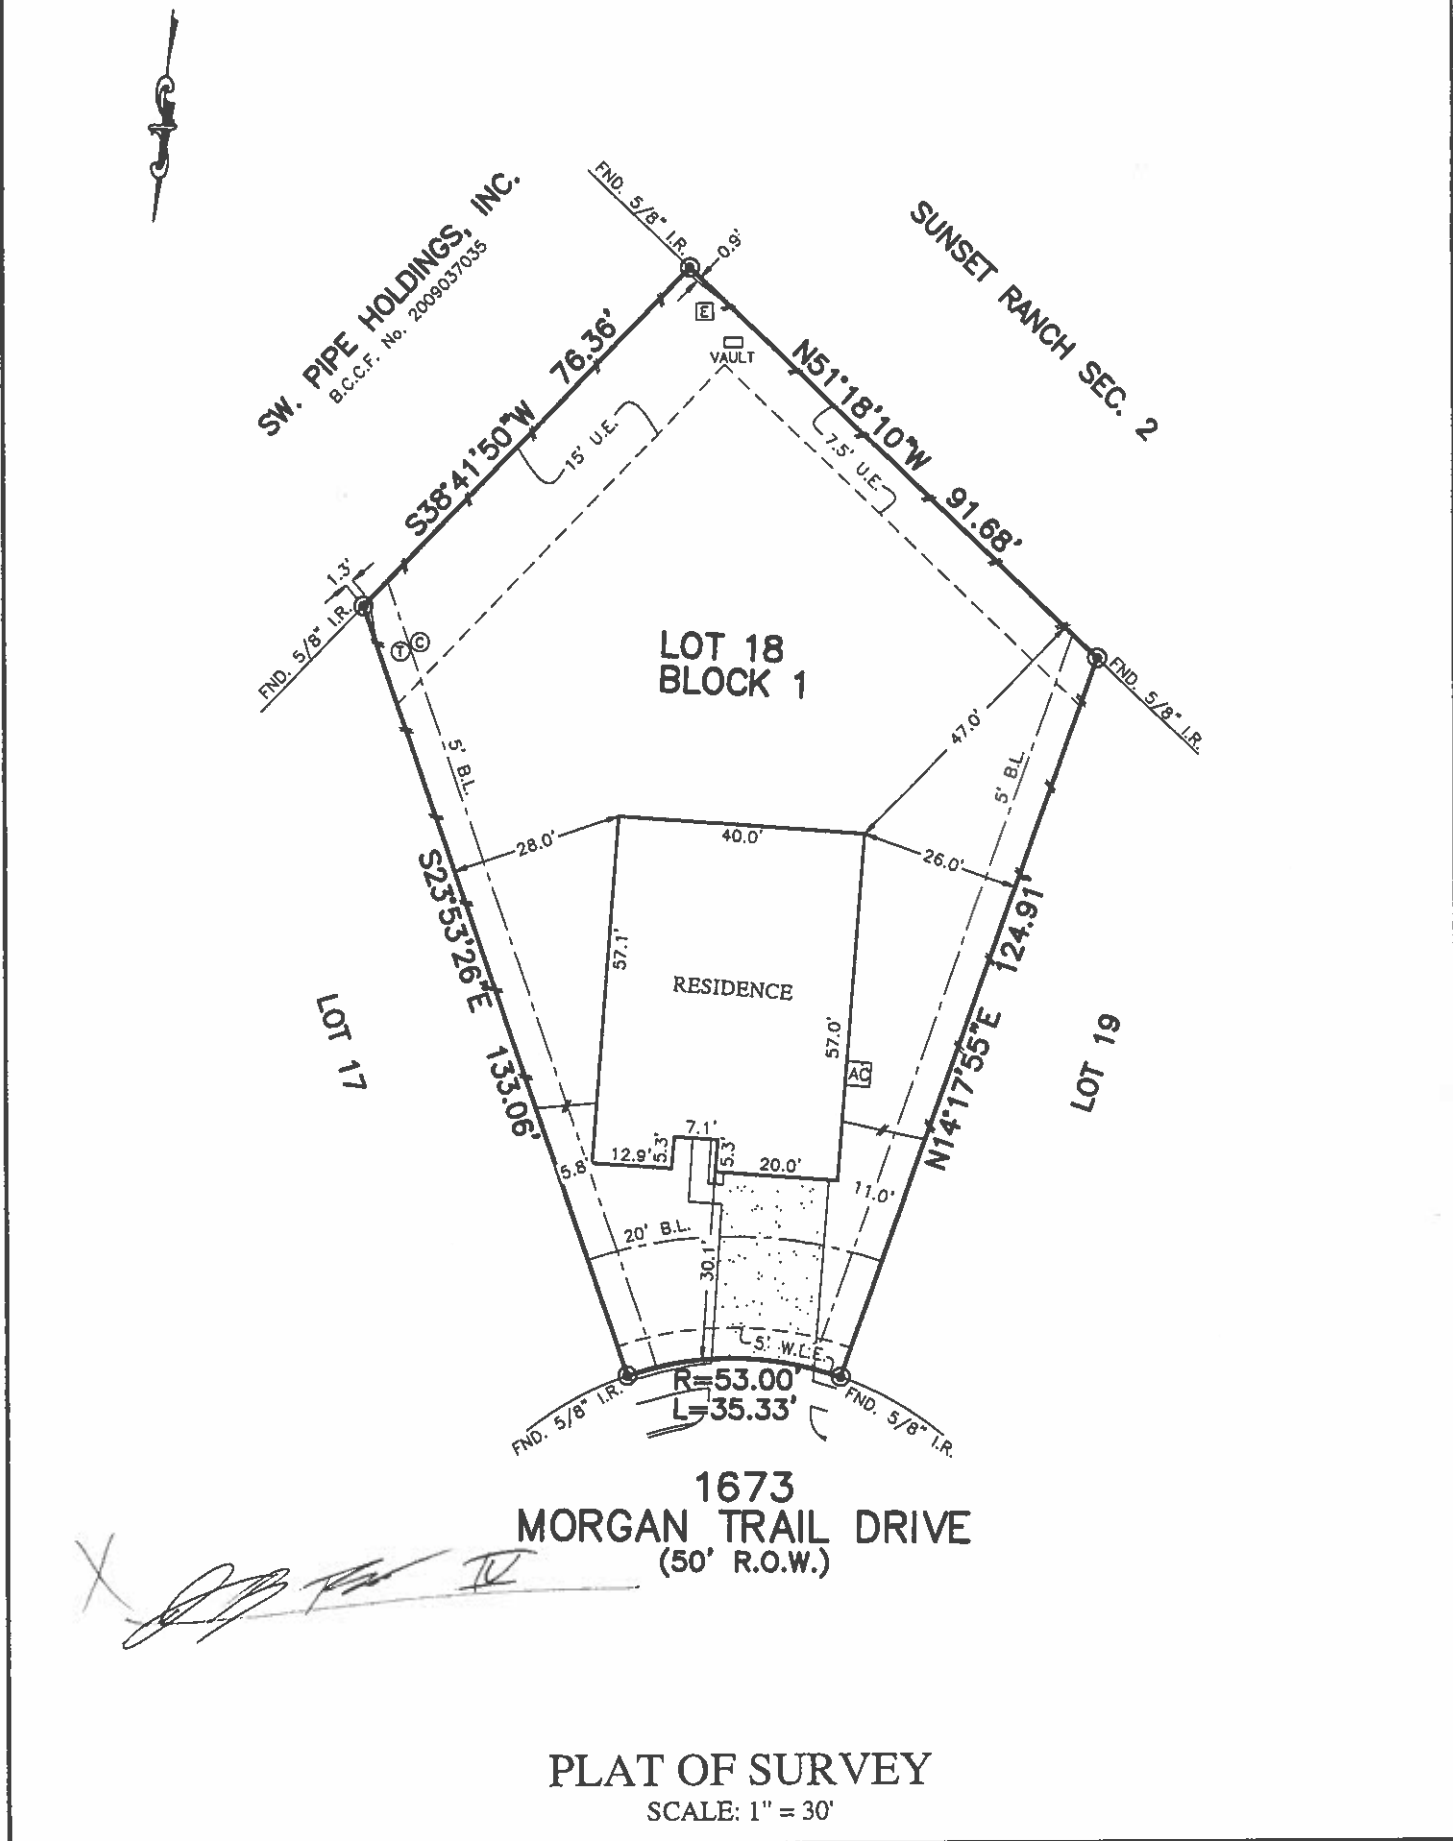 FND. 5/8" I.R.
0.9'
SW. PIPE HOLDINGS, INC.
B.C.C.F. No. 2009037035
SUNSET RANCH SEC. 2
E
VAULT
S38°41'50"W 76.36'
N51°18'10"W 91.68'
15' U.E.
7.5' U.E.
1.3'
FND. 5/8" I.R.
T
C
LOT 18
BLOCK 1
FND. 5/8" I.R.
47.0'
5' B.L.
5' B.L.
28.0'
40.0'
26.0'
S23°53'26"E 133.06'
57.1'
RESIDENCE
57.0'
N14°17'55"E 124.91'
LOT 17
LOT 19
AC
7.1'
12.9'
5.3'
5.3'
20.0'
5.8'
11.0'
20' B.L.
30.1'
5' W.L.E.
R=53.00'
L=35.33'
FND. 5/8" I.R.
FND. 5/8" I.R.
1673
MORGAN TRAIL DRIVE
(50' R.O.W.)
X
IV
PLAT OF SURVEY
SCALE: 1" = 30'